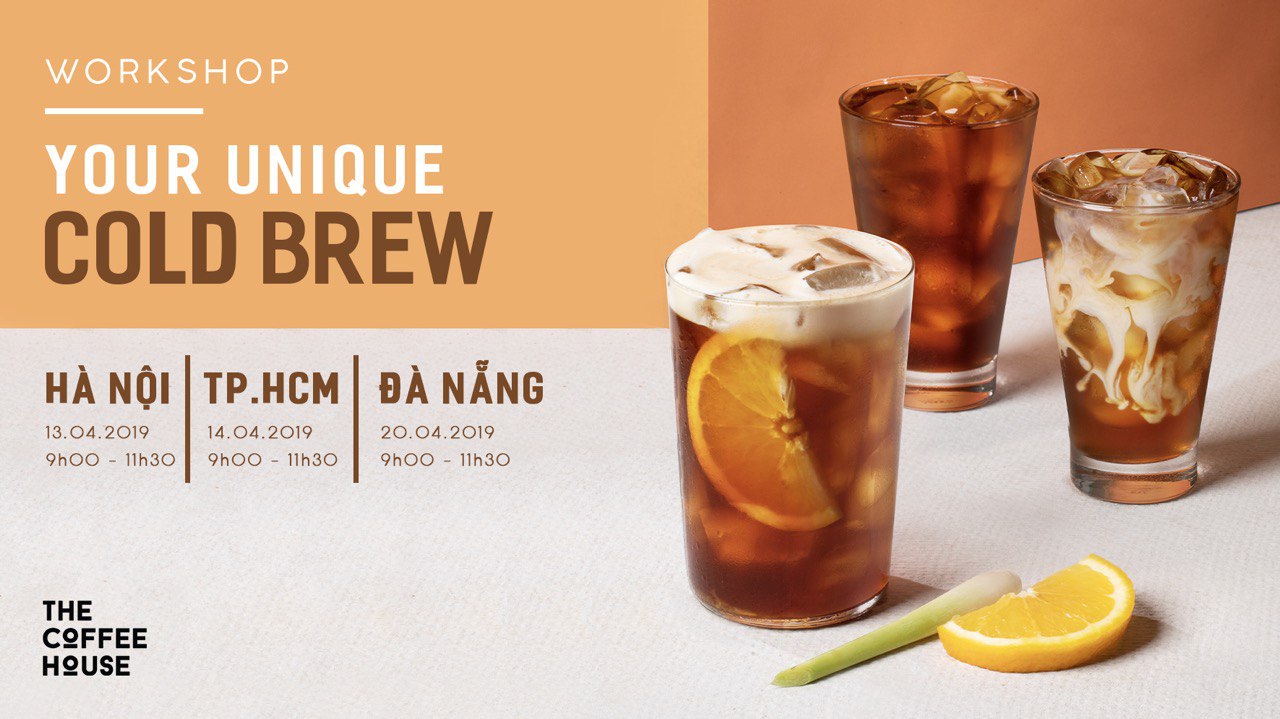 WORKSHOP
YOUR UNIQUE
COLD BREW
HÀ NỘI
13.04.2019
9h00 - 11h30
TP.HCM
14.04.2019
9h00 - 11h30
ĐÀ NẴNG
20.04.2019
9h00 - 11h30
THE
COFFEE
HOUSE